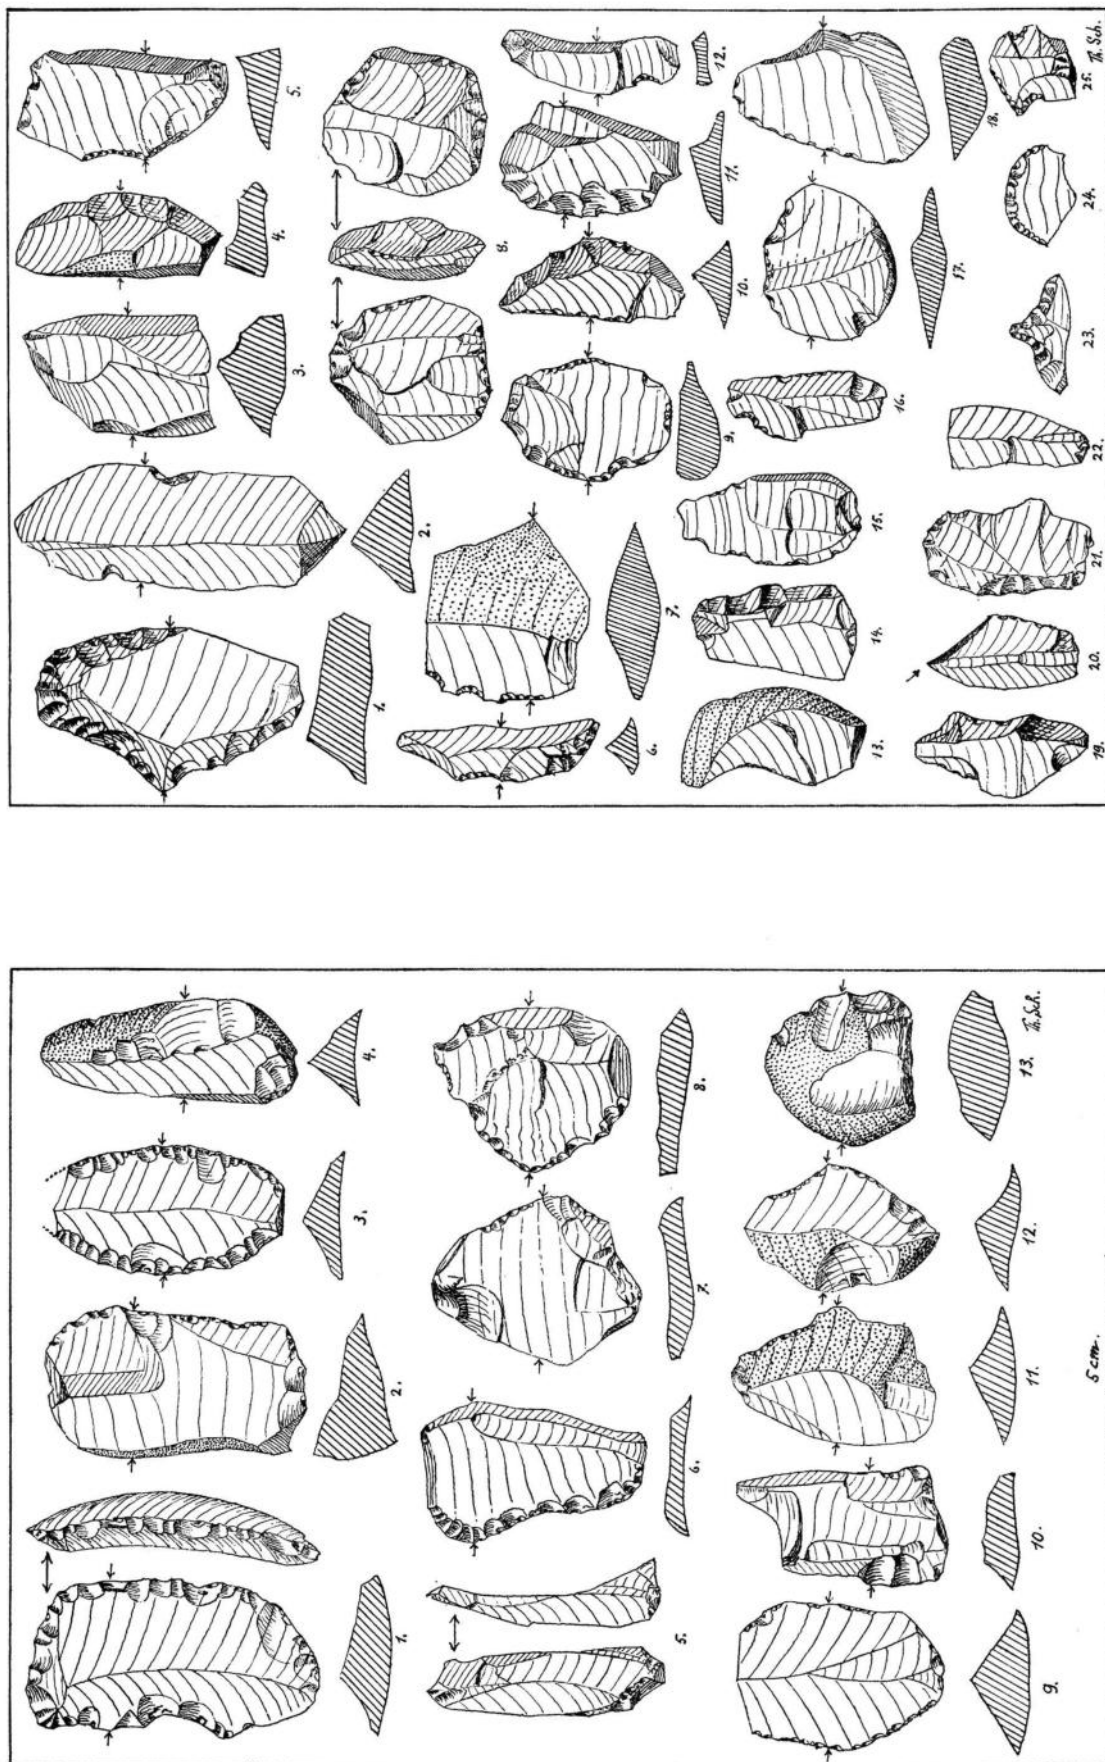 1. 2. 3. 4.
5. 6. 7. 8.
9. 10. 11. 12. 13. Th. Sch.
5 cm.
1. 2. 3. 4. 5.
6. 7. 8.
9. 10. 11. 12.
13. 14. 15. 16. 17. 18.
19. 20. 21. 22. 23. 24. 25. Th. Sch.